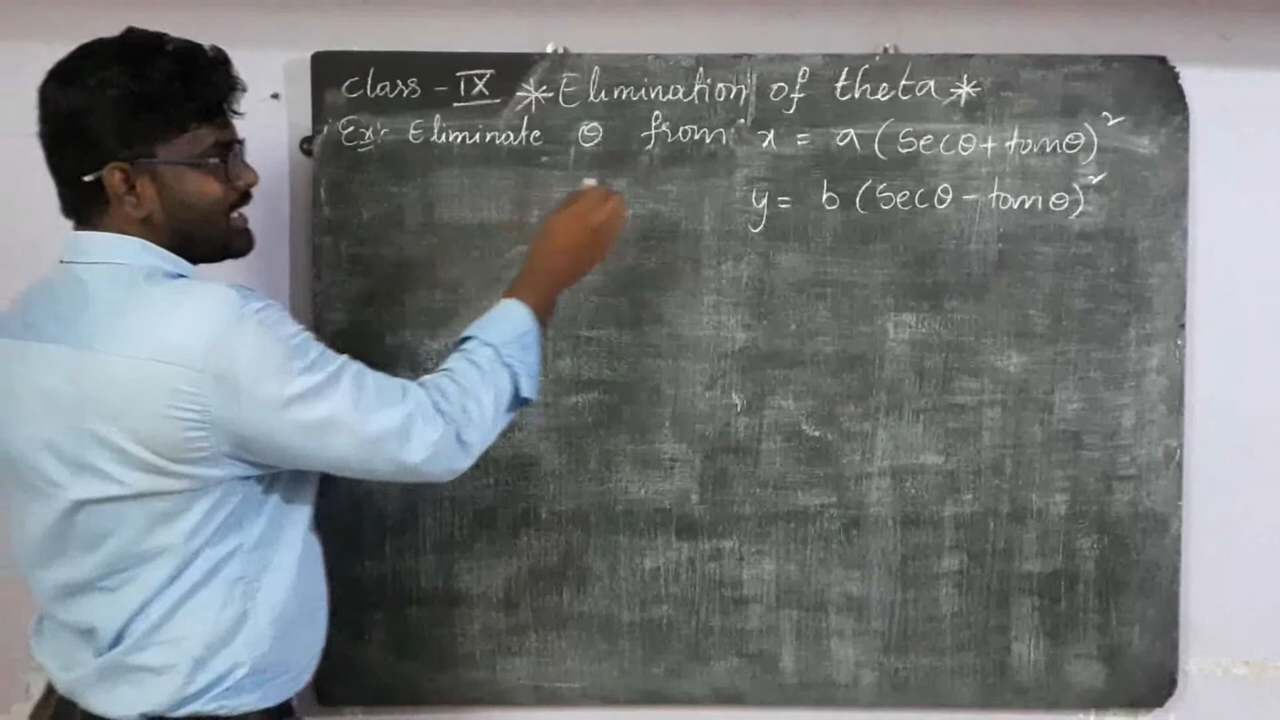 Class - IX * Elimination of theta *
Ex:- Eliminate θ from x = a (Secθ + tanθ)²
y = b (Secθ - tanθ)²